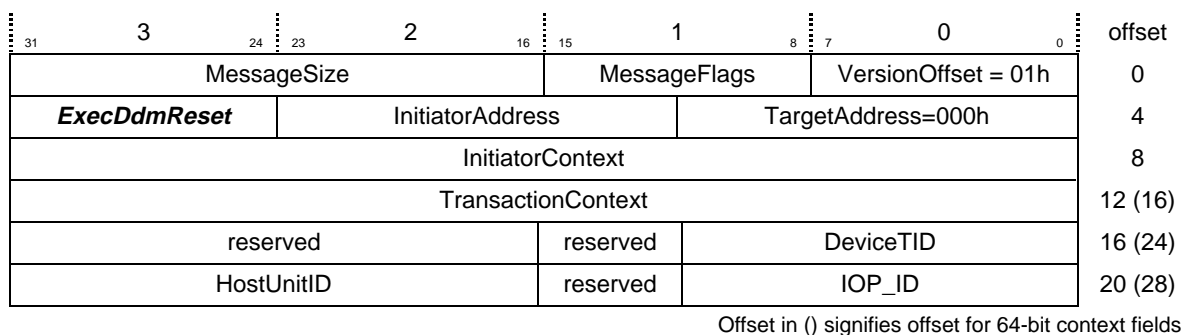 3 2 1 0 offset
31 24 23 16 15 8 7 0
MessageSize MessageFlags VersionOffset = 01h 0
ExecDdmReset InitiatorAddress TargetAddress=000h 4
InitiatorContext 8
TransactionContext 12 (16)
reserved reserved DeviceTID 16 (24)
HostUnitID reserved IOP_ID 20 (28)
Offset in () signifies offset for 64-bit context fields